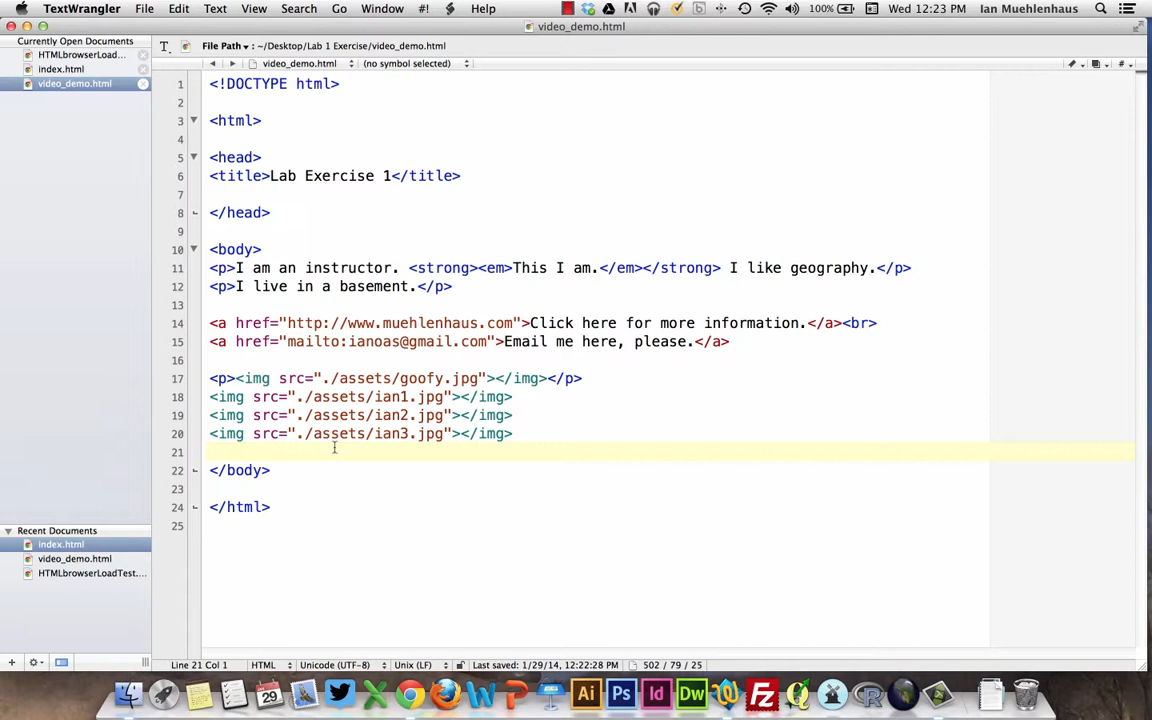 TextWrangler File Edit Text View Search Go Window #! Help 100% Wed 12:23 PM Ian Muehlenhaus
video_demo.html
Currently Open Documents
HTMLbrowserLoad...
index.html
video_demo.html
File Path : ~/Desktop/Lab 1 Exercise/video_demo.html
video_demo.html (no symbol selected)
1 <!DOCTYPE html>
2
3 <html>
4
5 <head>
6 <title>Lab Exercise 1</title>
7
8 </head>
9
10 <body>
11 <p>I am an instructor. <strong><em>This I am.</em></strong> I like geography.</p>
12 <p>I live in a basement.</p>
13
14 <a href="http://www.muehlenhaus.com">Click here for more information.</a><br>
15 <a href="mailto:ianoas@gmail.com">Email me here, please.</a>
16
17 <p><img src="./assets/goofy.jpg"></img></p>
18 <img src="./assets/ian1.jpg"></img>
19 <img src="./assets/ian2.jpg"></img>
20 <img src="./assets/ian3.jpg"></img>
21
22 </body>
23
24 </html>
25
Recent Documents
index.html
video_demo.html
HTMLbrowserLoadTest....
Line 21 Col 1 HTML Unicode (UTF-8) Unix (LF) Last saved: 1/29/14, 12:22:28 PM 502 / 79 / 25
29 Ai Ps Id Dw Fz R